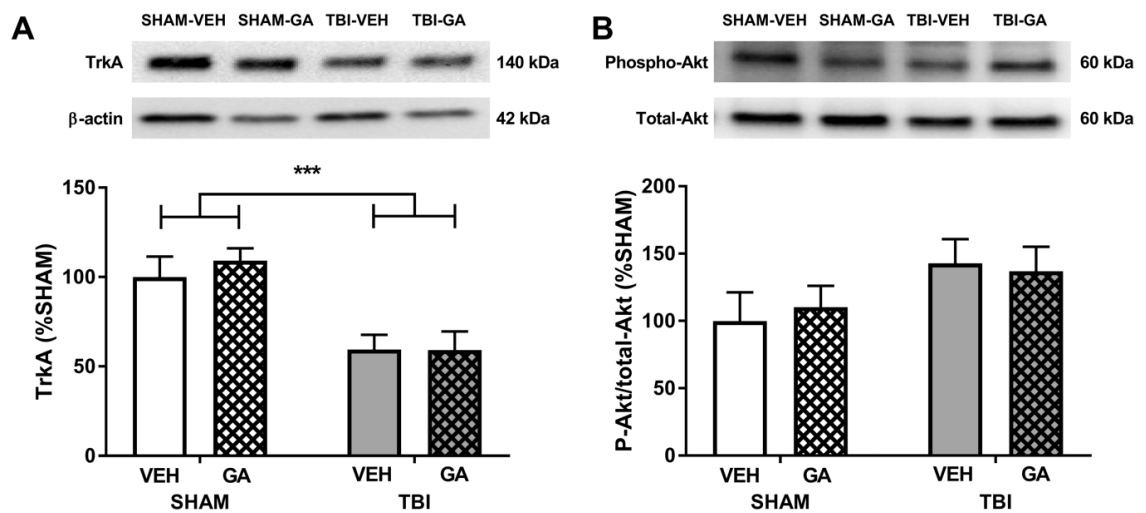 A
SHAM-VEH SHAM-GA TBI-VEH TBI-GA
TrkA 140 kDa
β-actin 42 kDa
***
TrkA (%SHAM)
150
100
50
0
VEH GA VEH GA
SHAM TBI
B
SHAM-VEH SHAM-GA TBI-VEH TBI-GA
Phospho-Akt 60 kDa
Total-Akt 60 kDa
P-Akt/total-Akt (%SHAM)
200
150
100
50
0
VEH GA VEH GA
SHAM TBI